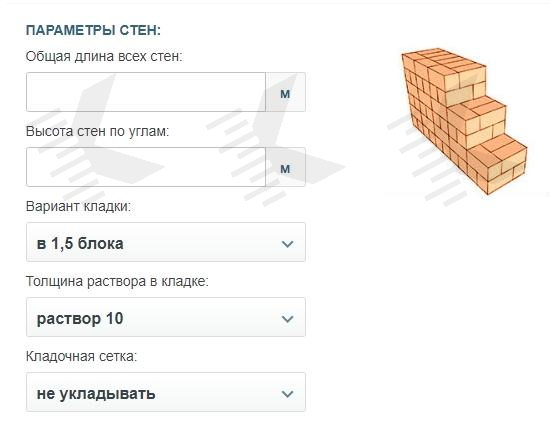 ПАРАМЕТРЫ СТЕН:
Общая длина всех стен:
м
Высота стен по углам:
м
Вариант кладки:
в 1,5 блока
Толщина раствора в кладке:
раствор 10
Кладочная сетка:
не укладывать